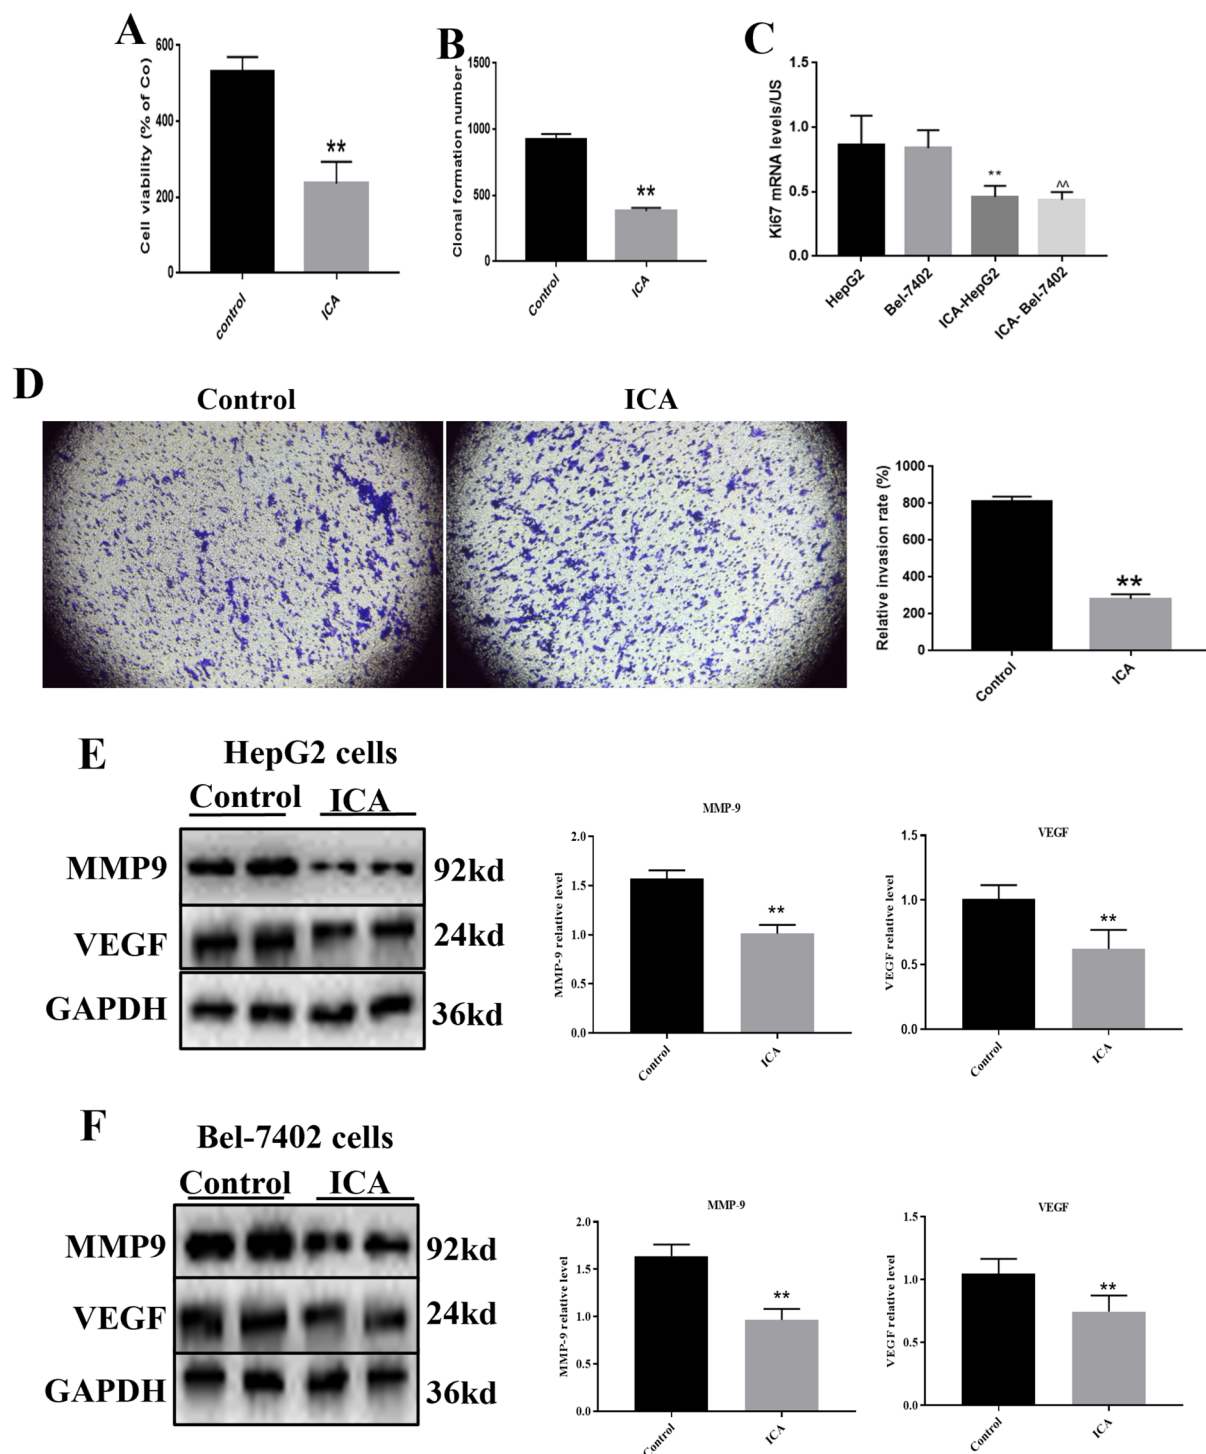 A
Cell viability (% of Co)
600
400
200
0
**
control
ICA
B
Clonal formation number
1500
1000
500
0
**
Control
ICA
C
Ki67 mRNA levels/US
1.5
1.0
0.5
0.0
**
^^
HepG2
Bel-7402
ICA-HepG2
ICA- Bel-7402
D
Control
ICA
Relative invasion rate (%)
1000
800
600
400
200
0
**
Control
ICA
E
HepG2 cells
Control ICA
MMP9 92kd
VEGF 24kd
GAPDH 36kd
MMP-9
MMP-9 relative level
2.0
1.5
1.0
0.5
0.0
**
Control
ICA
VEGF
VEGF relative level
1.5
1.0
0.5
0.0
**
Control
ICA
F
Bel-7402 cells
Control ICA
MMP9 92kd
VEGF 24kd
GAPDH 36kd
MMP-9
MMP-9 relative level
2.0
1.5
1.0
0.5
0.0
**
Control
ICA
VEGF
VEGF relative level
1.5
1.0
0.5
0.0
**
Control
ICA